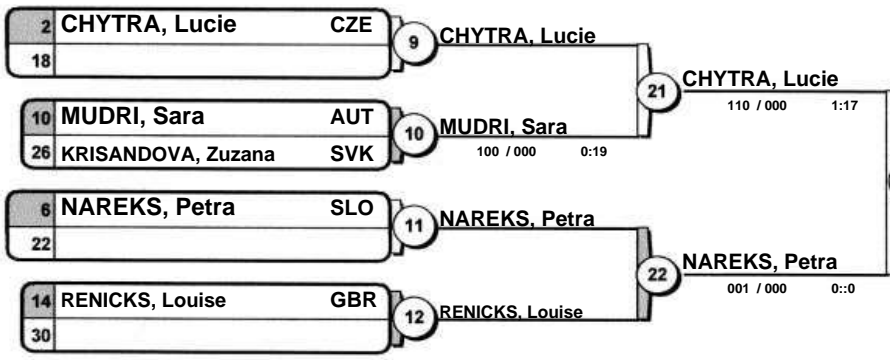 2 CHYTRA, Lucie CZE
18
9 CHYTRA, Lucie
10 MUDRI, Sara AUT
26 KRISANDOVA, Zuzana SVK
10 MUDRI, Sara
100 / 000 0:19
21 CHYTRA, Lucie
110 / 000 1:17
6 NAREKS, Petra SLO
22
11 NAREKS, Petra
14 RENICKS, Louise GBR
30
12 RENICKS, Louise
22 NAREKS, Petra
001 / 000 0::0